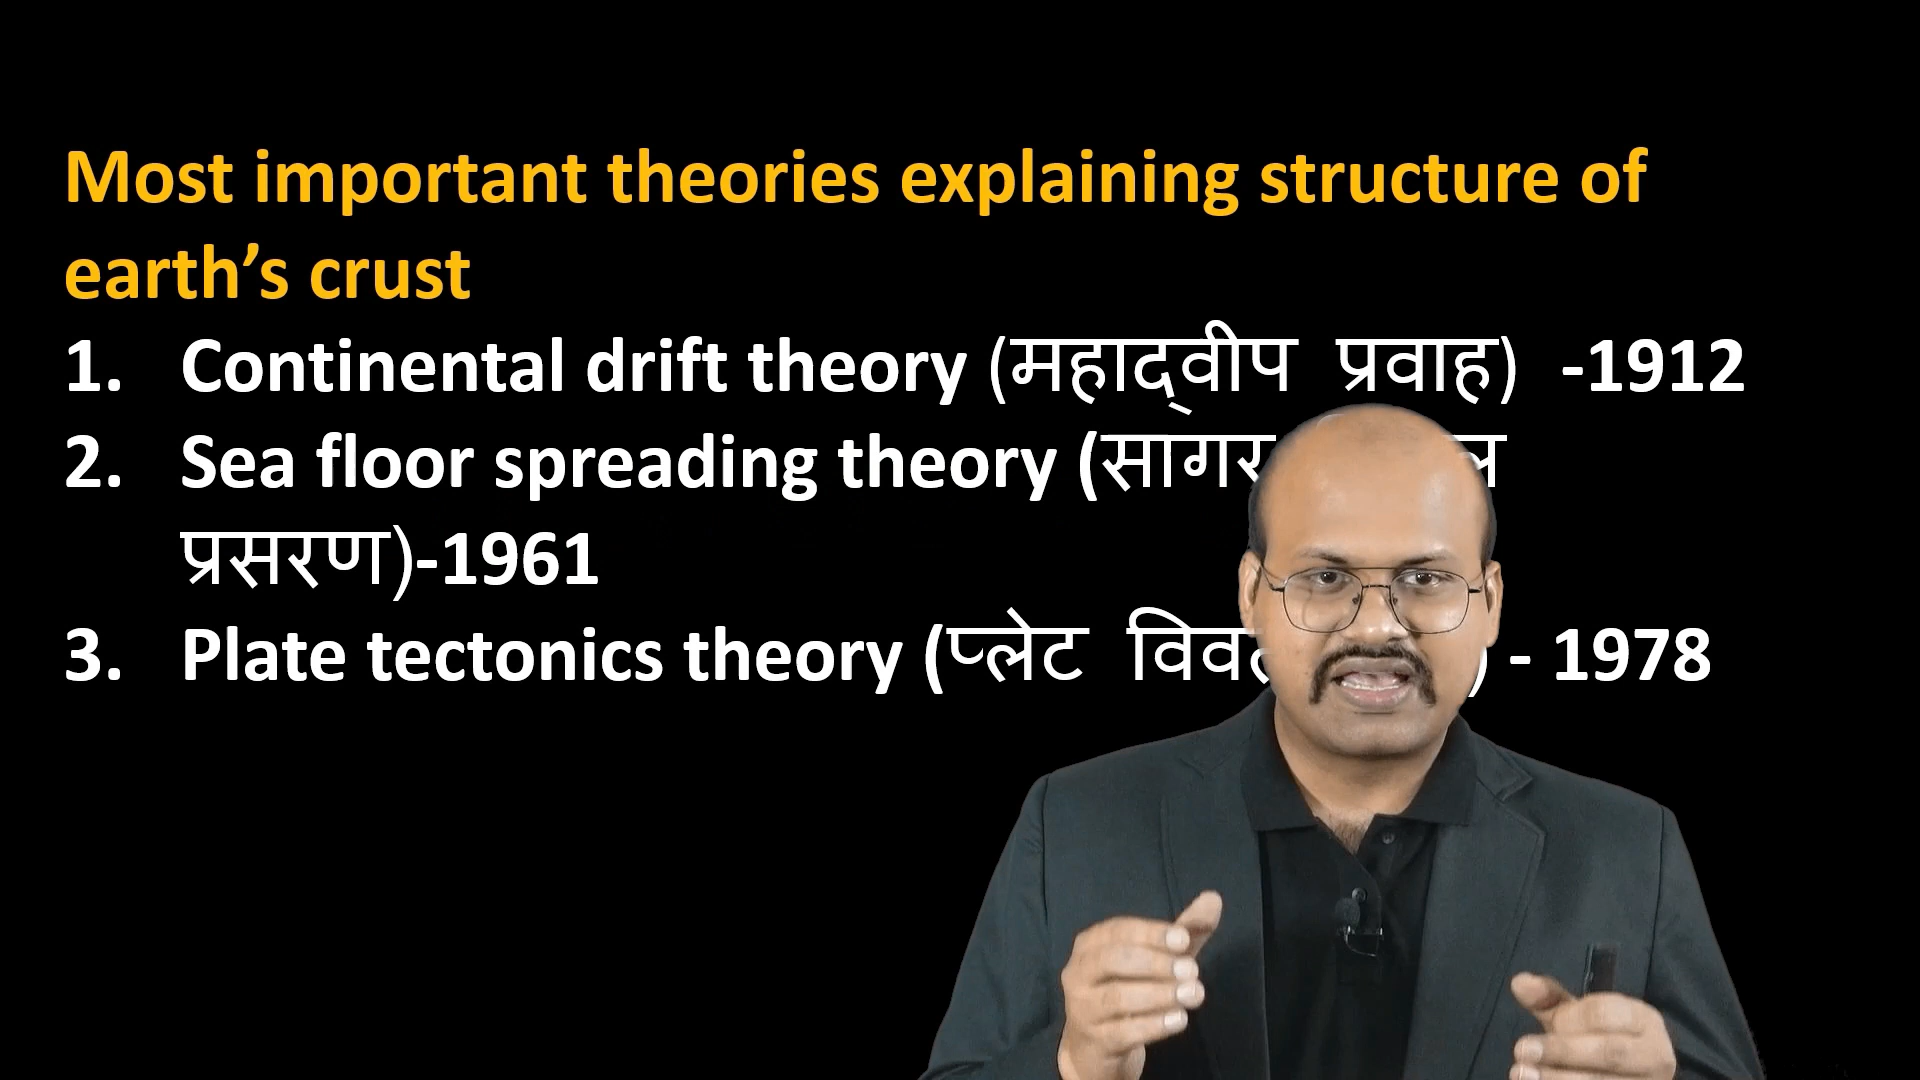 Most important theories explaining structure of
earth’s crust
1. Continental drift theory (महाद्वीप प्रवाह) -1912
2. Sea floor spreading theory (सागर
प्रसरण)-1961
3. Plate tectonics theory (प्लेट ) - 1978